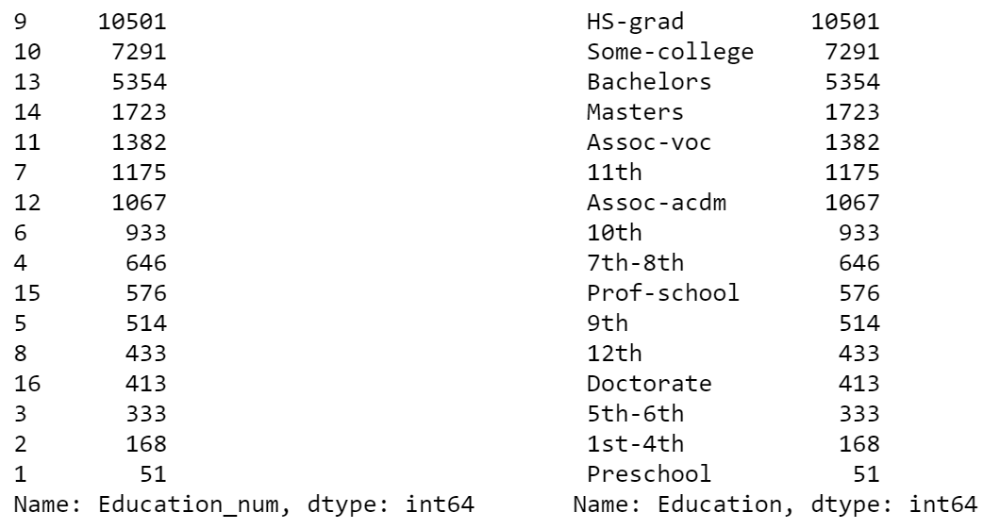 9 10501 HS-grad 10501
10 7291 Some-college 7291
13 5354 Bachelors 5354
14 1723 Masters 1723
11 1382 Assoc-voc 1382
7 1175 11th 1175
12 1067 Assoc-acdm 1067
6 933 10th 933
4 646 7th-8th 646
15 576 Prof-school 576
5 514 9th 514
8 433 12th 433
16 413 Doctorate 413
3 333 5th-6th 333
2 168 1st-4th 168
1 51 Preschool 51
Name: Education_num, dtype: int64 Name: Education, dtype: int64